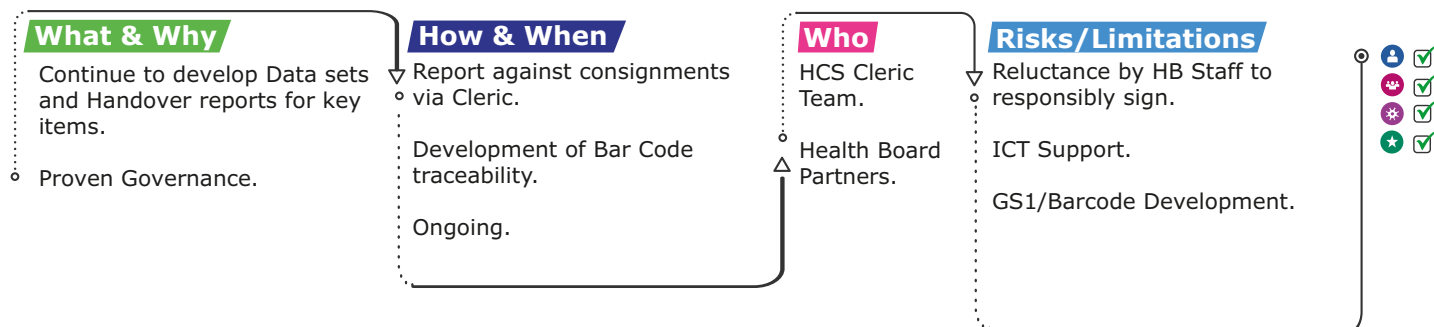 What & Why
Continue to develop Data sets
and Handover reports for key
items.
Proven Governance.
How & When
Report against consignments
via Cleric.
Development of Bar Code
traceability.
Ongoing.
Who
HCS Cleric
Team.
Health Board
Partners.
Risks/Limitations
Reluctance by HB Staff to
responsibly sign.
ICT Support.
GS1/Barcode Development.